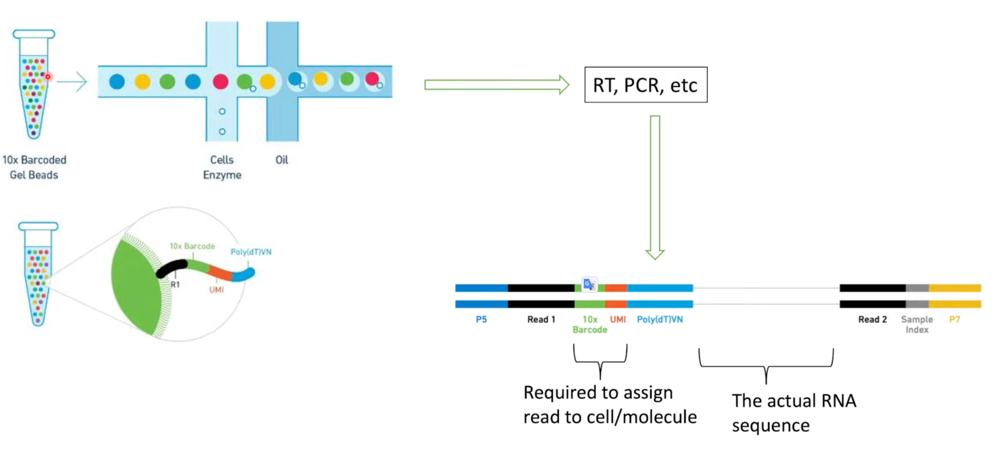 RT, PCR, etc
10x Barcoded
Gel Beads
Cells
Enzyme
Oil
10x Barcode
Poly(dT)VN
R1
UMI
G
P5
Read 1
10x
Barcode
UMI
Poly(dT)VN
Read 2
Sample
Index
P7
Required to assign
read to cell/molecule
The actual RNA
sequence